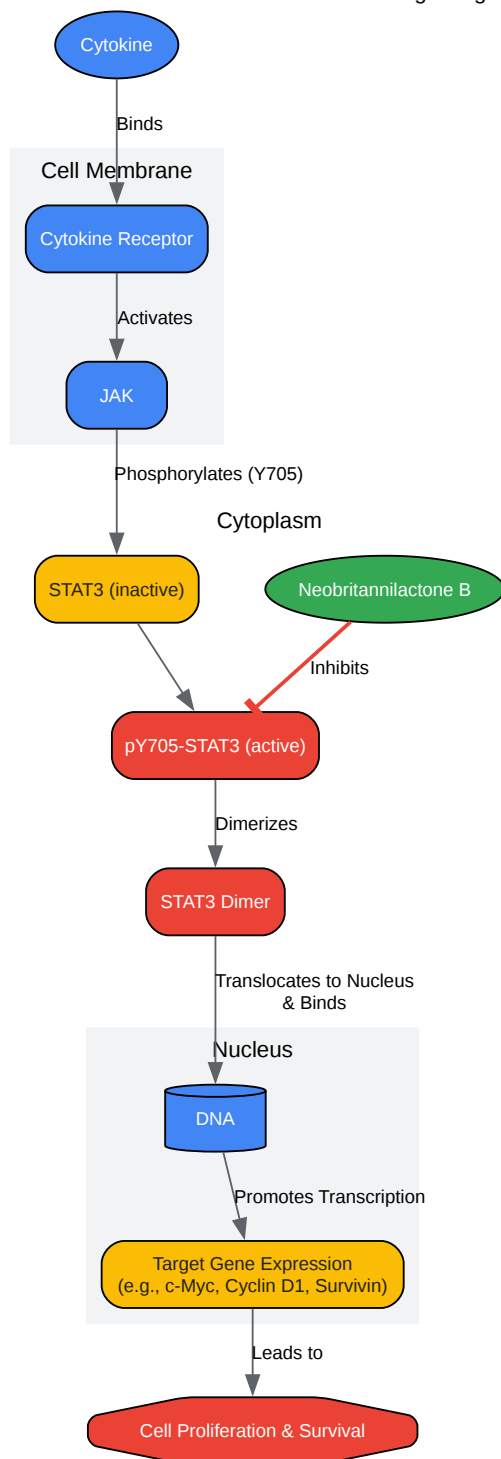 Cytokine
Binds
Cell Membrane
Cytokine Receptor
Activates
JAK
Phosphorylates (Y705)
Cytoplasm
STAT3 (inactive)
Neobritannilactone B
Inhibits
pY705-STAT3 (active)
Dimerizes
STAT3 Dimer
Translocates to Nucleus
& Binds
Nucleus
DNA
Promotes Transcription
Target Gene Expression
(e.g., c-Myc, Cyclin D1, Survivin)
Leads to
Cell Proliferation & Survival